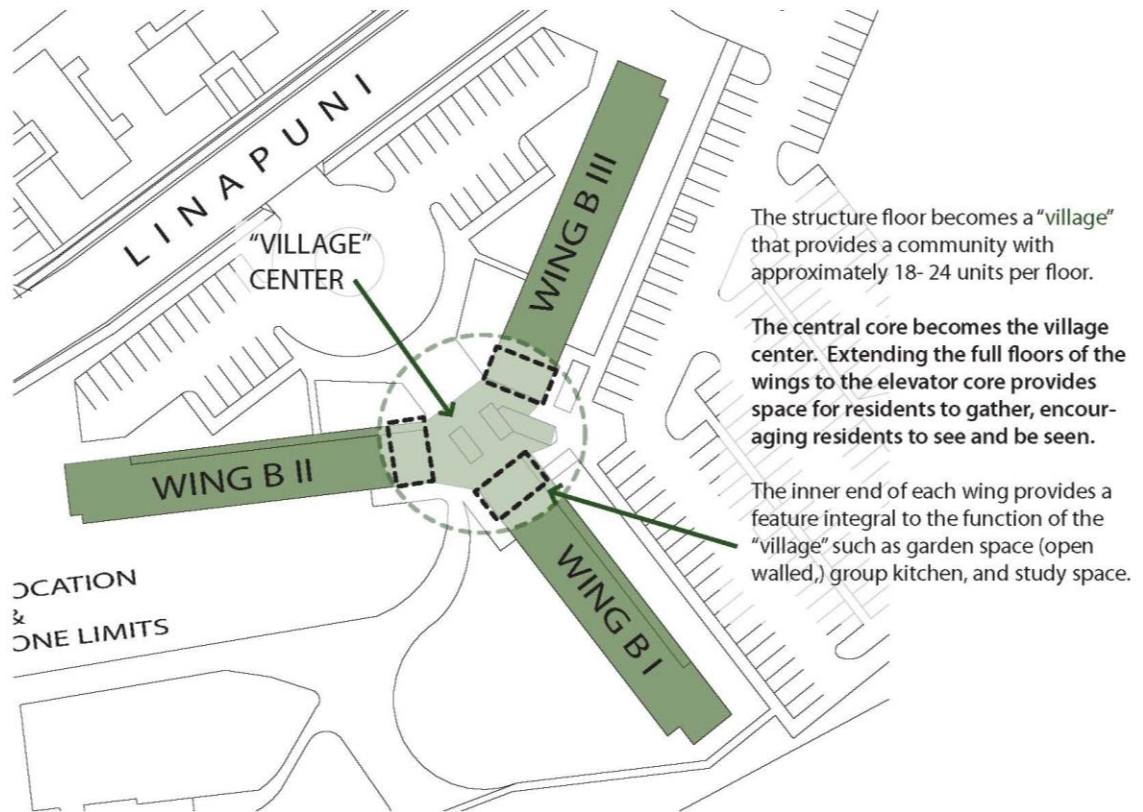 LINAPUNI
"VILLAGE"
CENTER
WING B III
WING B II
WING B I
OCATION
&
ONE LIMITS
The structure floor becomes a “village”
that provides a community with
approximately 18- 24 units per floor.
The central core becomes the village
center. Extending the full floors of the
wings to the elevator core provides
space for residents to gather, encour-
aging residents to see and be seen.
The inner end of each wing provides a
feature integral to the function of the
“village” such as garden space (open
walled,) group kitchen, and study space.